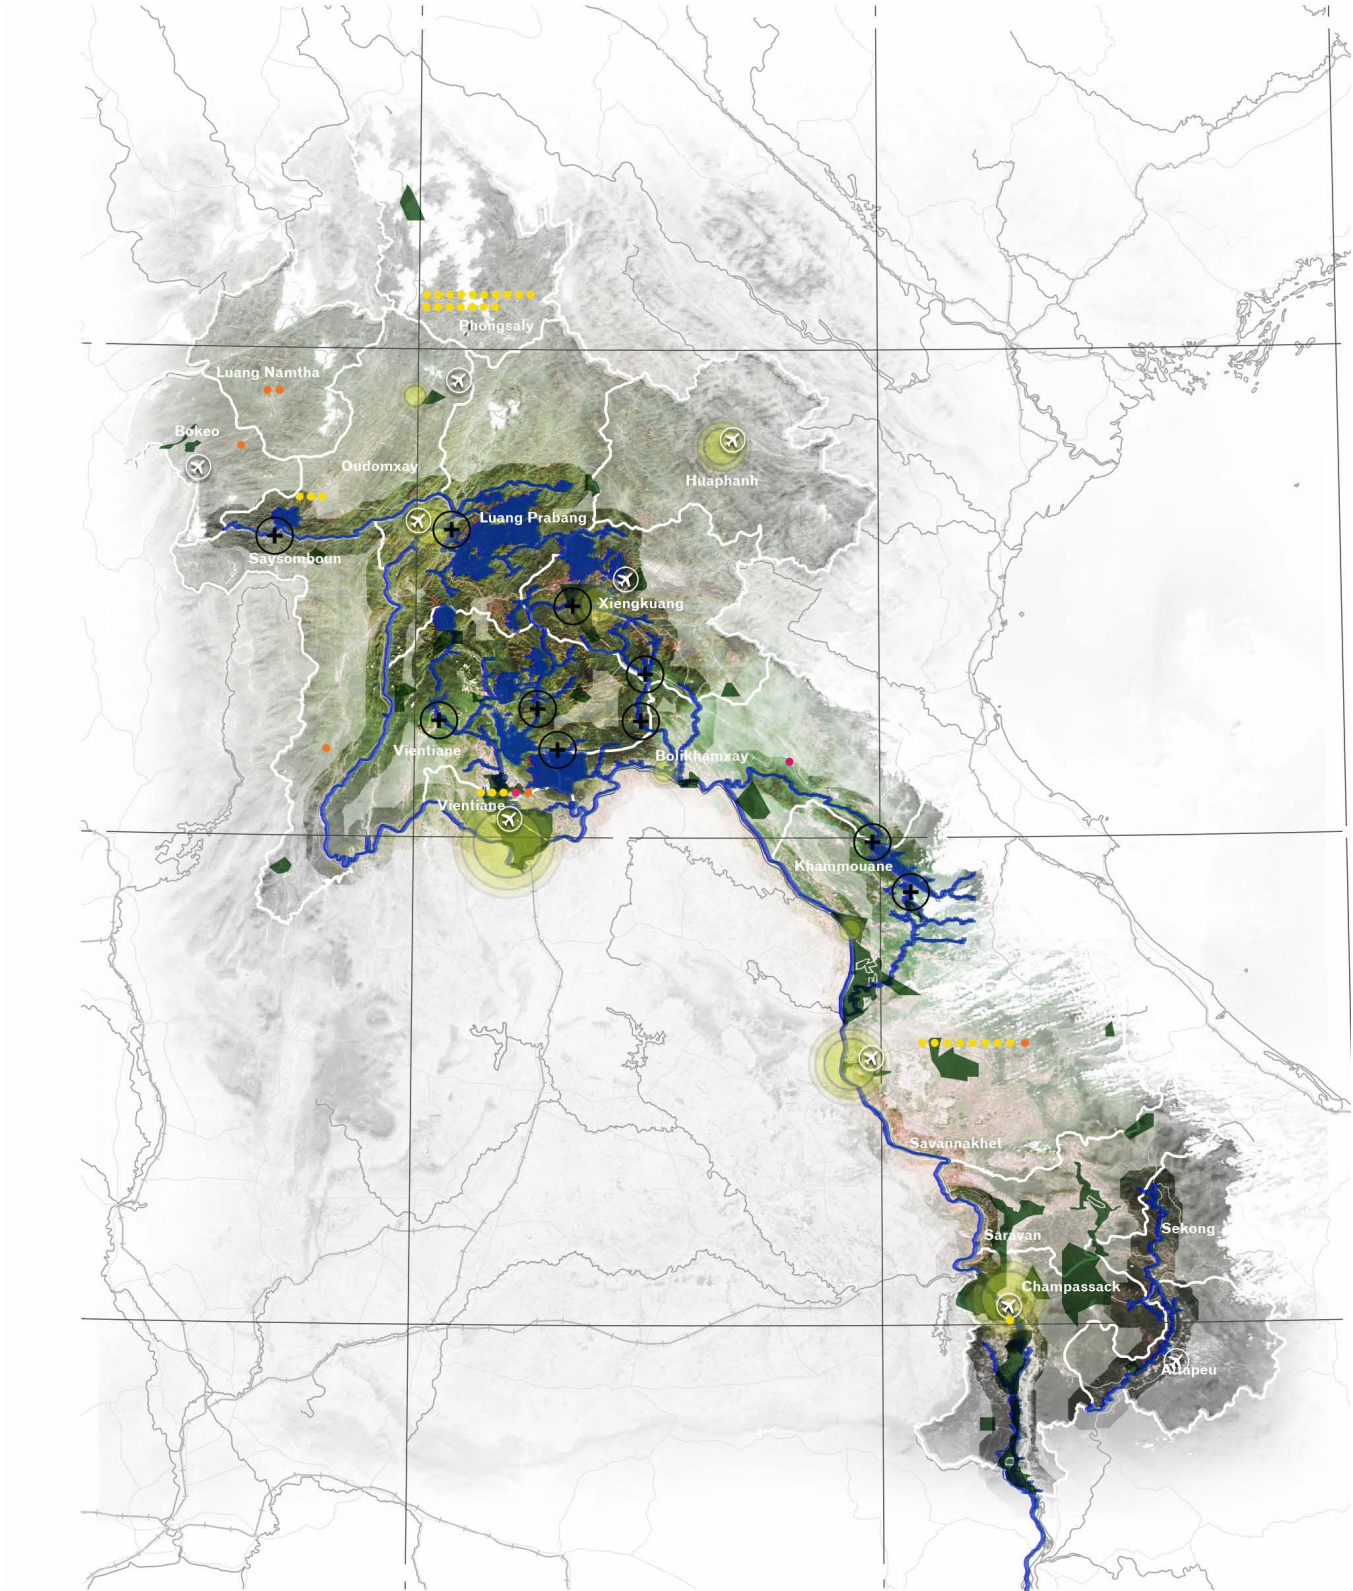 Phongsaly
Luang Namtha
Bokeo
Oudomxay
Huaphanh
Luang Prabang
Saysomboun
Xiengkuang
Vientiane
Bolikhamxay
Vientiane
Khammouane
Savannakhet
Sekong
Saravan
Champassack
Attapeu